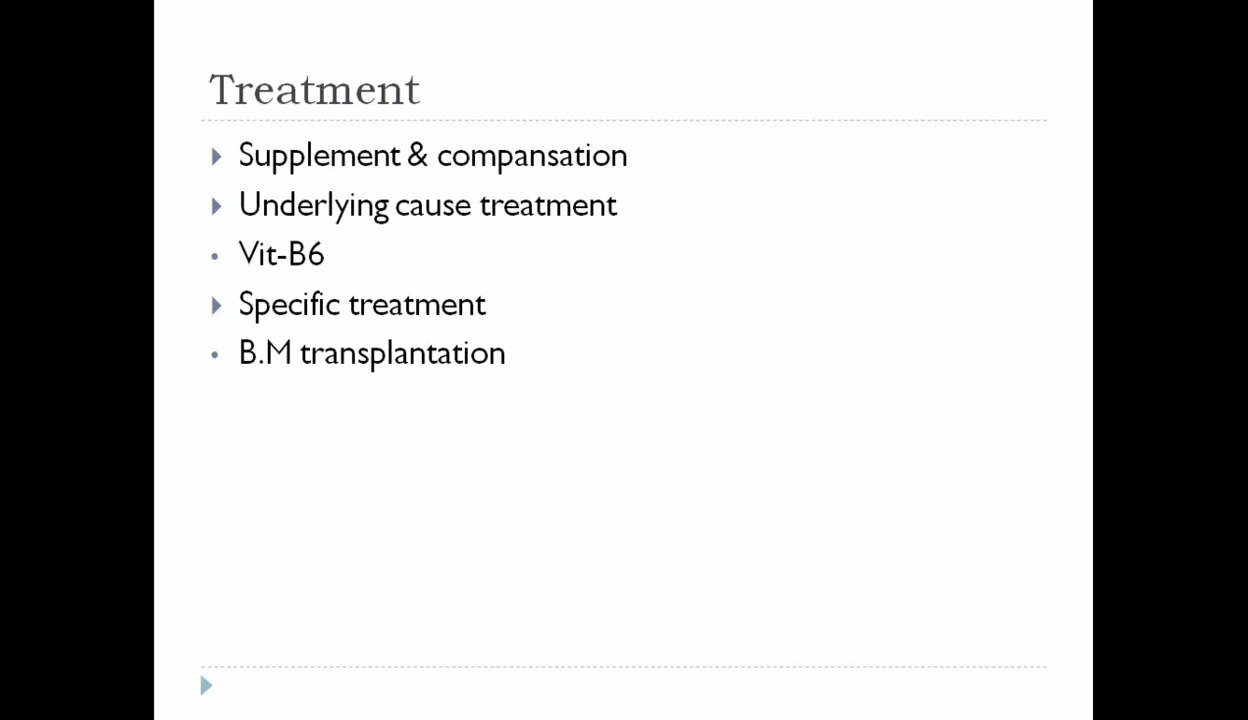 Treatment
Supplement & compansation
Underlying cause treatment
Vit-B6
Specific treatment
B.M transplantation